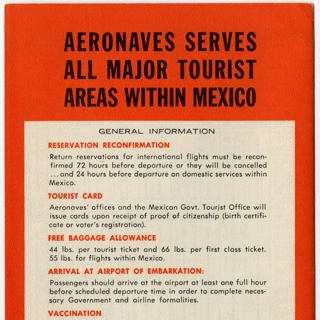 AERONAVES SERVES
ALL MAJOR TOURIST
AREAS WITHIN MEXICO
GENERAL INFORMATION
RESERVATION RECONFIRMATION
Return reservations for international flights must be recon-
firmed 72 hours before departure or they will be cancelled
...and 24 hours before departure on domestic services within
Mexico.
TOURIST CARD
Aeronaves' offices and the Mexican Govt. Tourist Office will
issue cards upon receipt of proof of citizenship (birth certifi-
cate or voter's registration).
FREE BAGGAGE ALLOWANCE
44 lbs. per tourist ticket and 66 lbs. per first class ticket.
55 lbs. for flights within Mexico.
ARRIVAL AT AIRPORT OF EMBARKATION:
Passengers should arrive at the airport at least one full hour
before scheduled departure time in order to complete neces-
sary Government and airline formalities.
VACCINATION